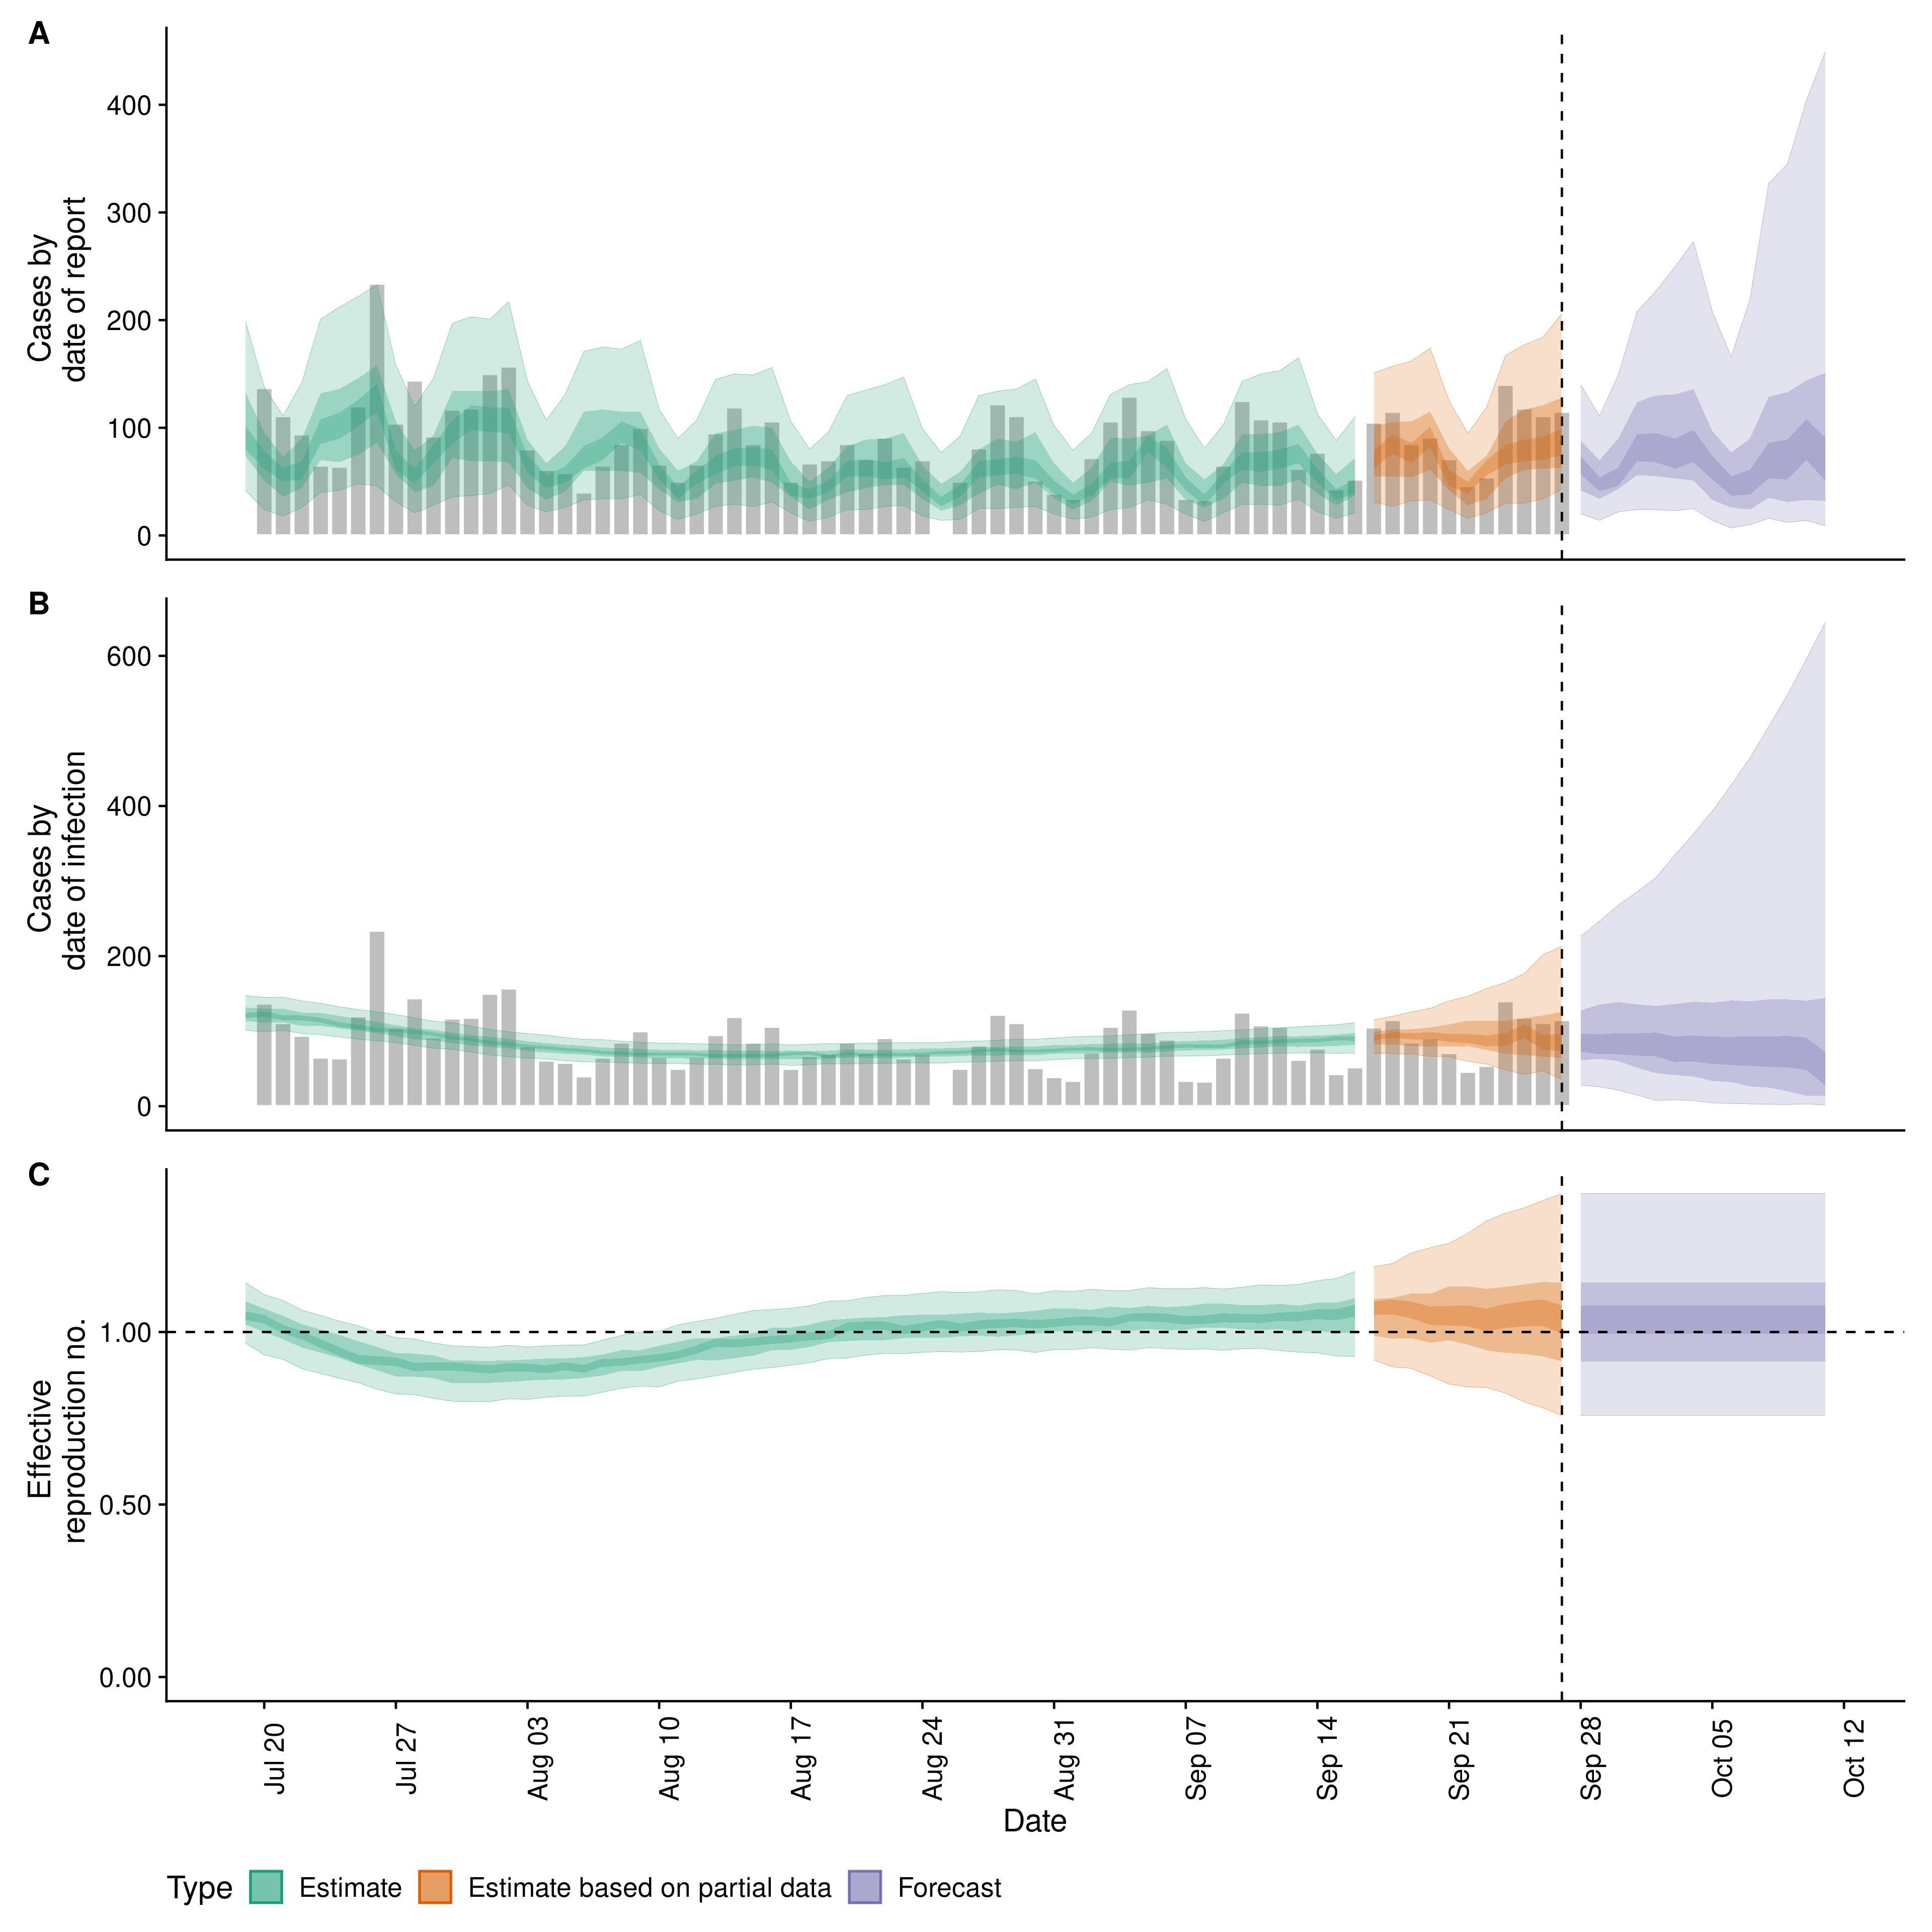 A
Cases by
date of report
400
300
200
100
0
B
Cases by
date of infection
600
400
200
0
C
Effective
reproduction no.
1.00
0.50
0.00
Jul 20
Jul 27
Aug 03
Aug 10
Aug 17
Aug 24
Aug 31
Sep 07
Sep 14
Sep 21
Sep 28
Oct 05
Oct 12
Date
Type Estimate Estimate based on partial data Forecast